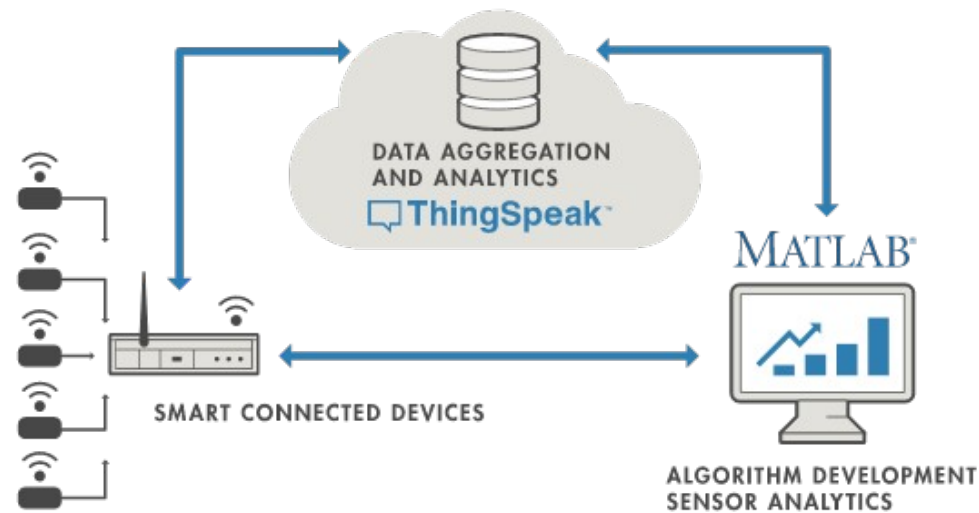 DATA AGGREGATION
AND ANALYTICS
ThingSpeak™
MATLAB®
SMART CONNECTED DEVICES
ALGORITHM DEVELOPMENT
SENSOR ANALYTICS